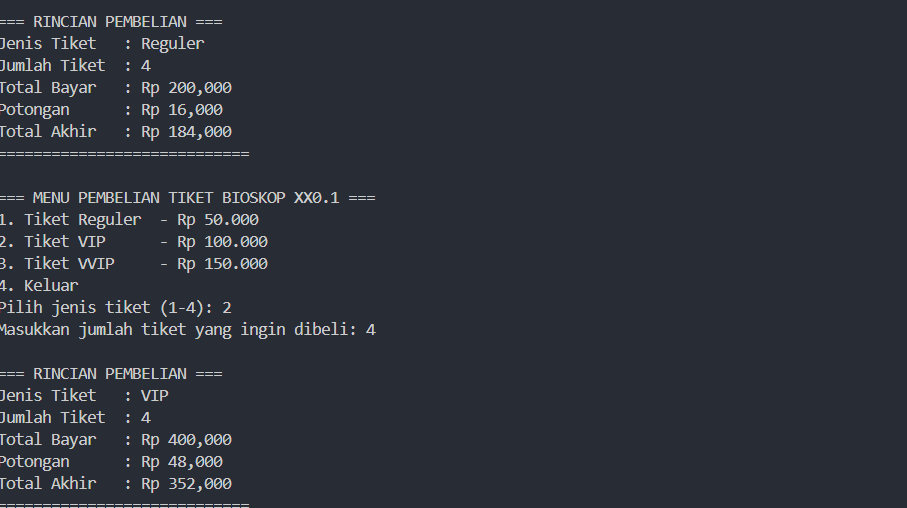 === RINCIAN PEMBELIAN ===
Jenis Tiket   : Reguler
Jumlah Tiket  : 4
Total Bayar   : Rp 200,000
Potongan      : Rp 16,000
Total Akhir   : Rp 184,000
============================
=== MENU PEMBELIAN TIKET BIOSKOP XX0.1 ===
1. Tiket Reguler  - Rp 50.000
2. Tiket VIP      - Rp 100.000
3. Tiket VVIP     - Rp 150.000
4. Keluar
Pilih jenis tiket (1-4): 2
Masukkan jumlah tiket yang ingin dibeli: 4
=== RINCIAN PEMBELIAN ===
Jenis Tiket   : VIP
Jumlah Tiket  : 4
Total Bayar   : Rp 400,000
Potongan      : Rp 48,000
Total Akhir   : Rp 352,000
============================